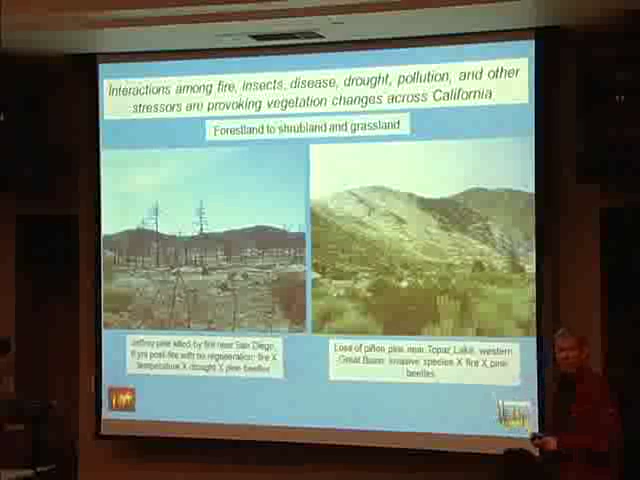 Interactions among fire, insects, disease, drought, pollution, and other
stressors are provoking vegetation changes across California
Forestland to shrubland and grassland
Jeffrey pine killed by fire near San Diego.
yrs post-fire with no regeneration: fire X
temperature X drought X pine beetles
Loss of piñon pine near Topaz Lake, western
Great Basin: invasive species X fire X pine
beetles